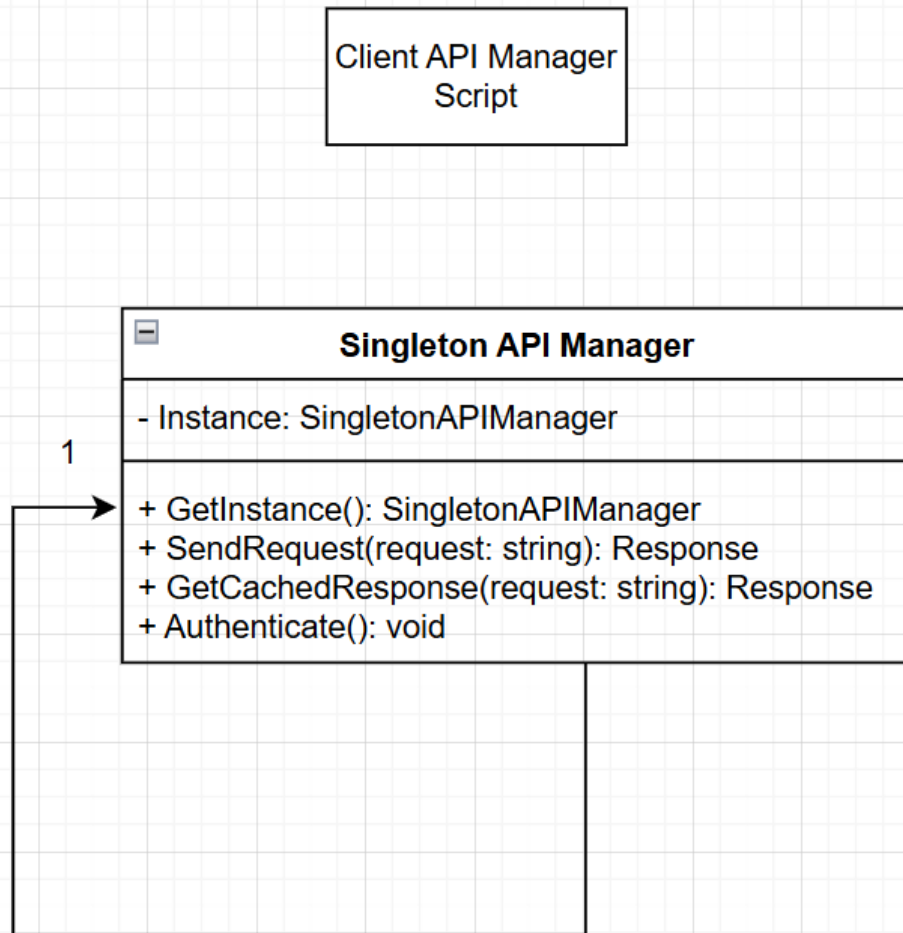 Client API Manager
Script
Singleton API Manager
- Instance: SingletonAPIManager
1
+ GetInstance(): SingletonAPIManager
+ SendRequest(request: string): Response
+ GetCachedResponse(request: string): Response
+ Authenticate(): void